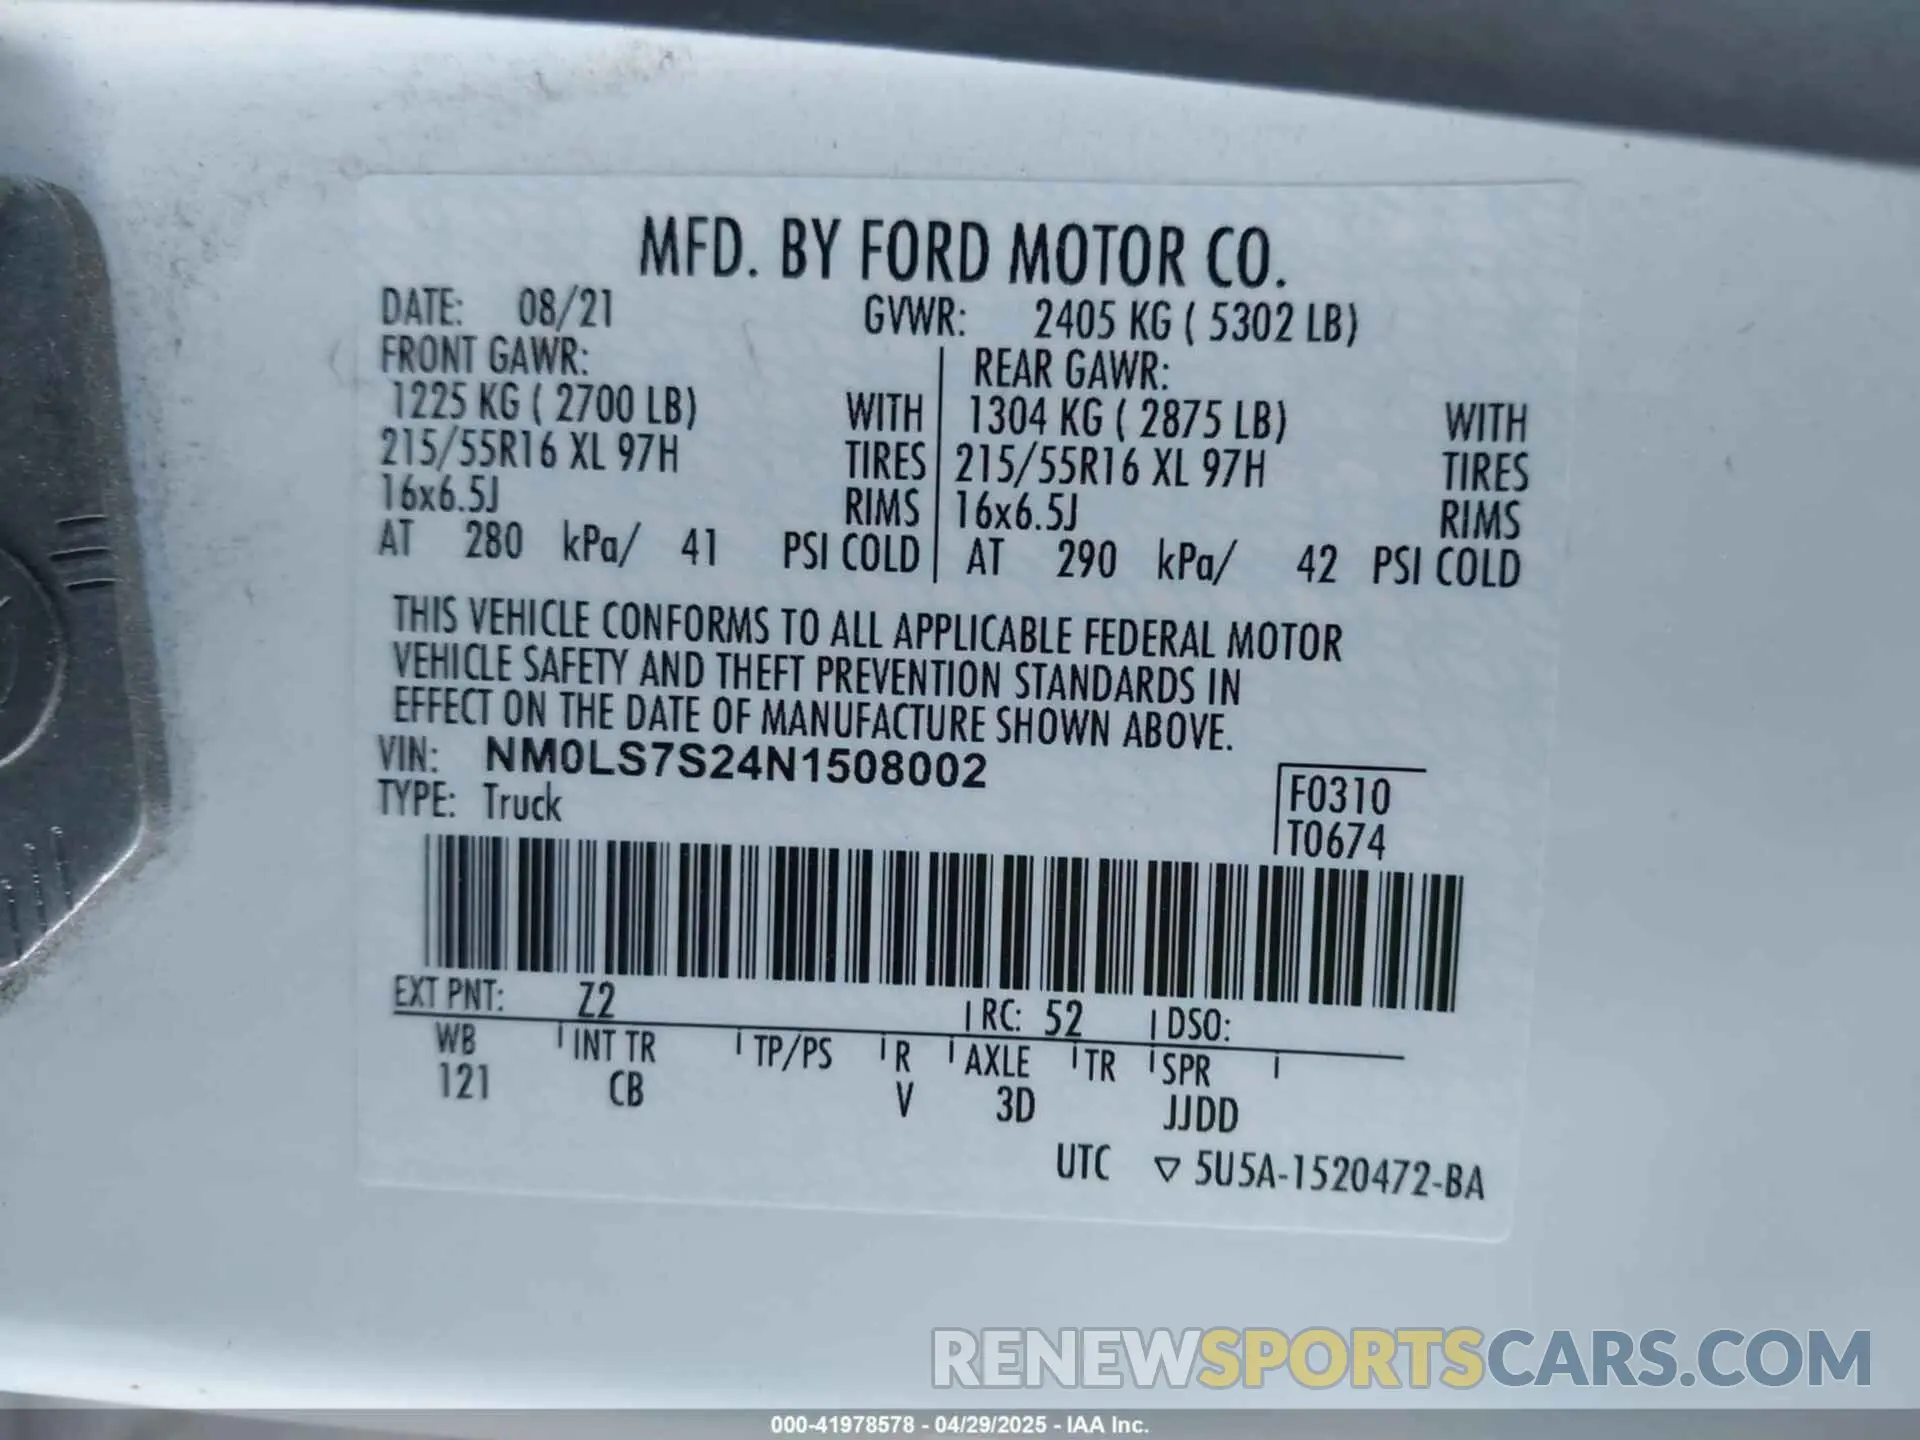 MFD. BY FORD MOTOR CO.
DATE: 08/21 GVWR: 2405 KG ( 5302 LB)
FRONT GAWR: REAR GAWR:
1225 KG ( 2700 LB) WITH 1304 KG ( 2875 LB) WITH
215/55R16 XL 97H TIRES 215/55R16 XL 97H TIRES
16x6.5J RIMS 16x6.5J RIMS
AT 280 kPa/ 41 PSI COLD AT 290 kPa/ 42 PSI COLD
THIS VEHICLE CONFORMS TO ALL APPLICABLE FEDERAL MOTOR
VEHICLE SAFETY AND THEFT PREVENTION STANDARDS IN
EFFECT ON THE DATE OF MANUFACTURE SHOWN ABOVE.
VIN: NM0LS7S24N1508002
TYPE: Truck
F0310
T0674
EXT PNT: Z2 RC: 52 DSO:
WB INT TR TP/PS R AXLE TR SPR
121 CB V 3D JJDD
UTC ▽ 5U5A-1520472-BA
RENEWSPORTSCARS.COM
000-41978578 - 04/29/2025 - IAA Inc.